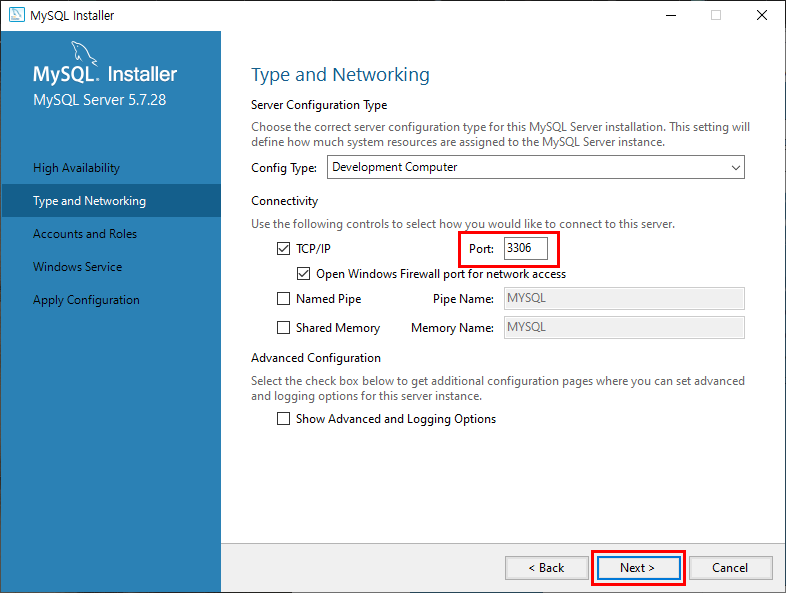 MySQL Installer
MySQL. Installer
MySQL Server 5.7.28
High Availability
Type and Networking
Accounts and Roles
Windows Service
Apply Configuration
Type and Networking
Server Configuration Type
Choose the correct server configuration type for this MySQL Server installation. This setting will
define how much system resources are assigned to the MySQL Server instance.
Config Type: Development Computer
Connectivity
Use the following controls to select how you would like to connect to this server.
TCP/IP Port: 3306
Open Windows Firewall port for network access
Named Pipe Pipe Name: MYSQL
Shared Memory Memory Name: MYSQL
Advanced Configuration
Select the check box below to get additional configuration pages where you can set advanced
and logging options for this server instance.
Show Advanced and Logging Options
< Back Next > Cancel